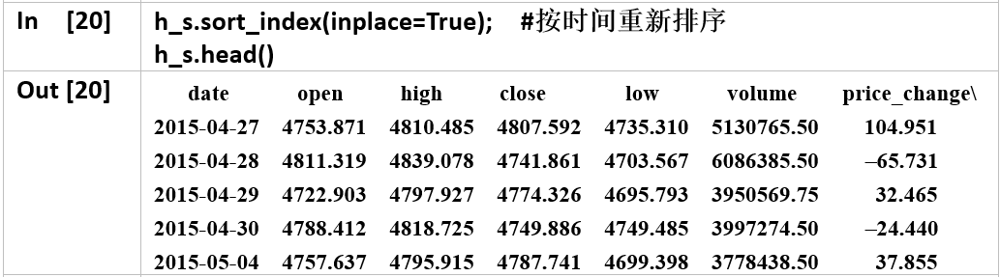 In [20] h_s.sort_index(inplace=True); #按时间重新排序
h_s.head()
Out [20] date open high close low volume price_change\
2015-04-27 4753.871 4810.485 4807.592 4735.310 5130765.50 104.951
2015-04-28 4811.319 4839.078 4741.861 4703.567 6086385.50 –65.731
2015-04-29 4722.903 4797.927 4774.326 4695.793 3950569.75 32.465
2015-04-30 4788.412 4818.725 4749.886 4749.485 3997274.50 –24.440
2015-05-04 4757.637 4795.915 4787.741 4699.398 3778438.50 37.855